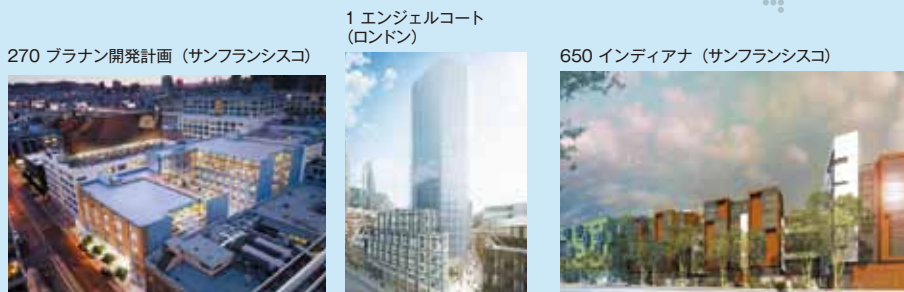 270 ブラナン開発計画（サンフランシスコ）
1 エンジェルコート
（ロンドン）
650 インディアナ（サンフランシスコ）